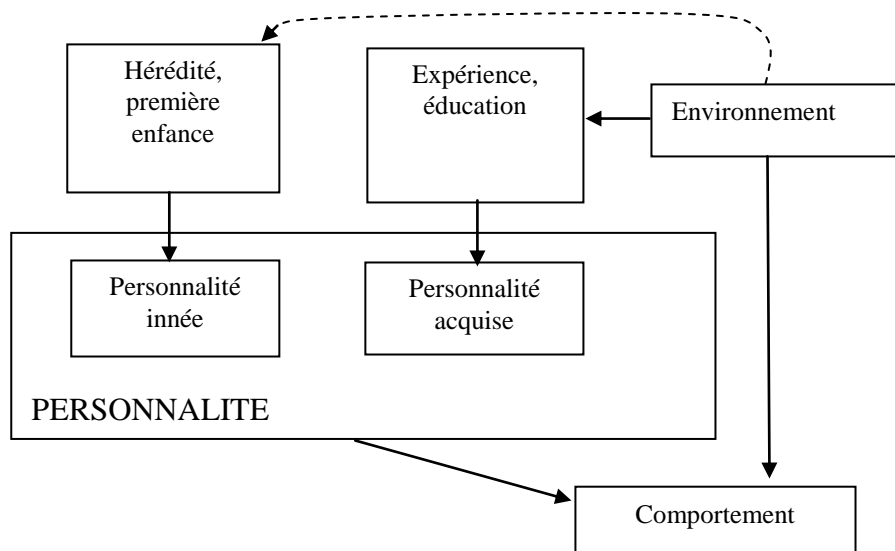 Hérédité,
première
enfance
Expérience,
éducation
Environnement
Personnalité
innée
Personnalité
acquise
PERSONNALITE
Comportement